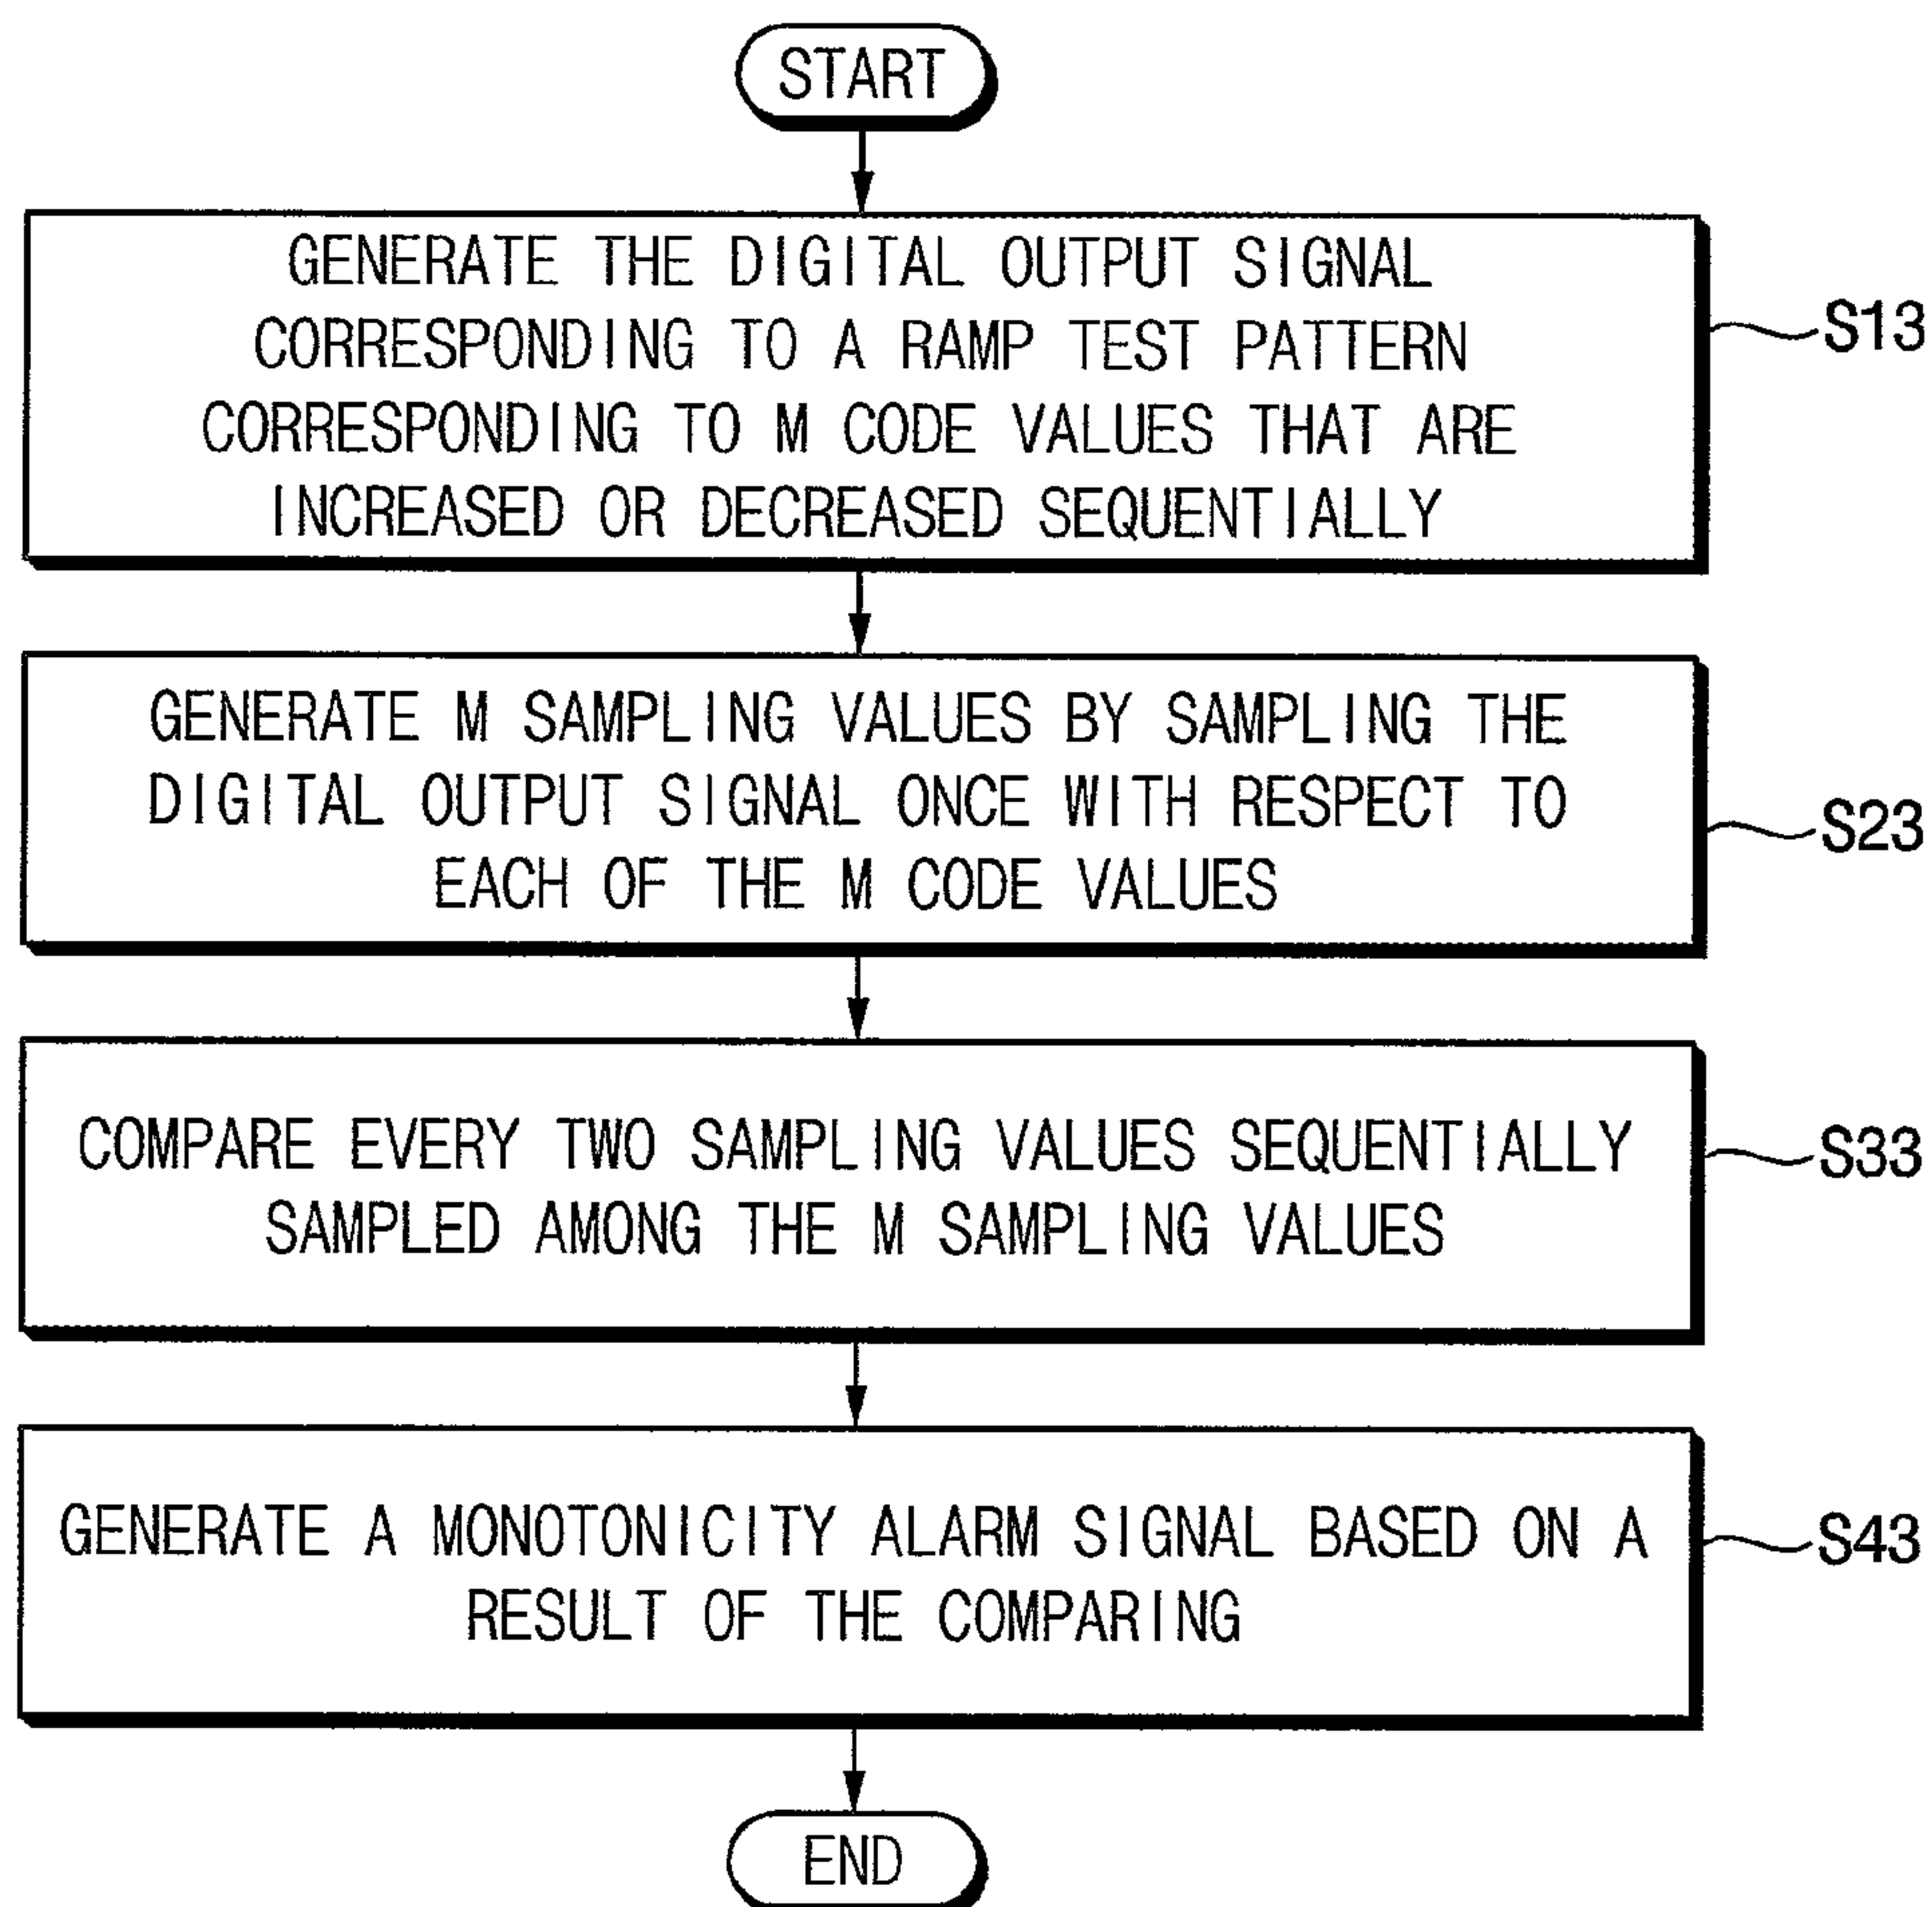 START
GENERATE THE DIGITAL OUTPUT SIGNAL
CORRESPONDING TO A RAMP TEST PATTERN
CORRESPONDING TO M CODE VALUES THAT ARE
INCREASED OR DECREASED SEQUENTIALLY
S13
GENERATE M SAMPLING VALUES BY SAMPLING THE
DIGITAL OUTPUT SIGNAL ONCE WITH RESPECT TO
EACH OF THE M CODE VALUES
S23
COMPARE EVERY TWO SAMPLING VALUES SEQUENTIALLY
SAMPLED AMONG THE M SAMPLING VALUES
S33
GENERATE A MONOTONICITY ALARM SIGNAL BASED ON A
RESULT OF THE COMPARING
S43
END